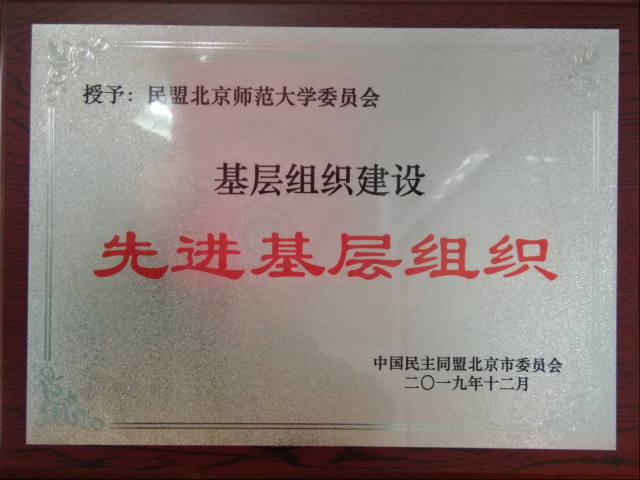 授予：民盟北京师范大学委员会
基层组织建设
先进基层组织
中国民主同盟北京市委员会
二〇一九年十二月